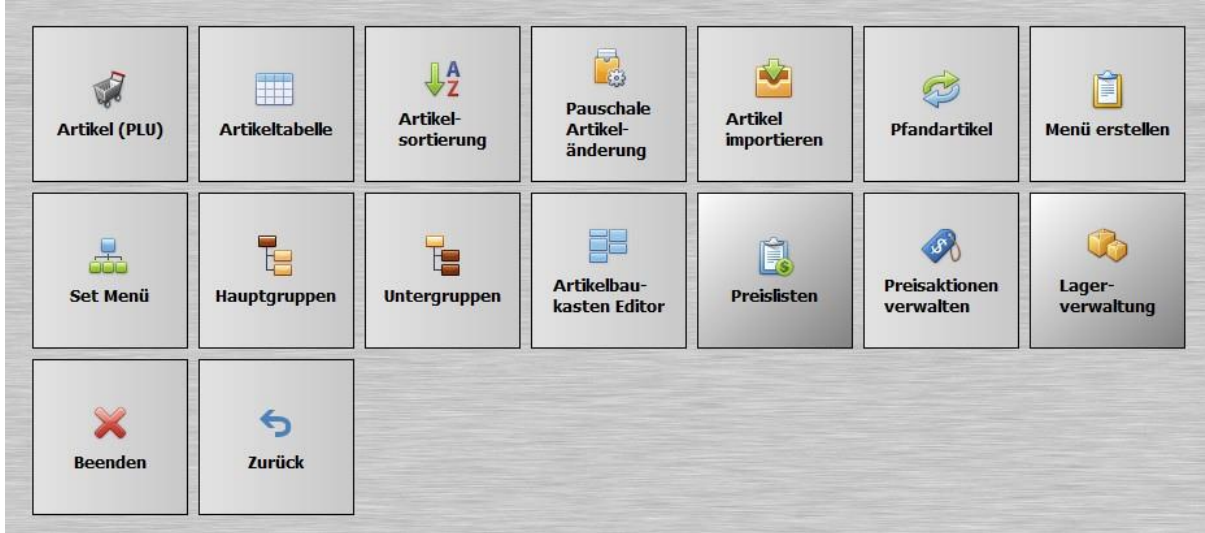 Artikel (PLU)
Artikeltabelle
Artikel-
sortierung
Pauschale
Artikel-
änderung
Artikel
importieren
Pfandartikel
Menü erstellen
Set Menü
Hauptgruppen
Untergruppen
Artikelbau-
kasten Editor
Preislisten
Preisaktionen
verwalten
Lager-
verwaltung
Beenden
Zurück